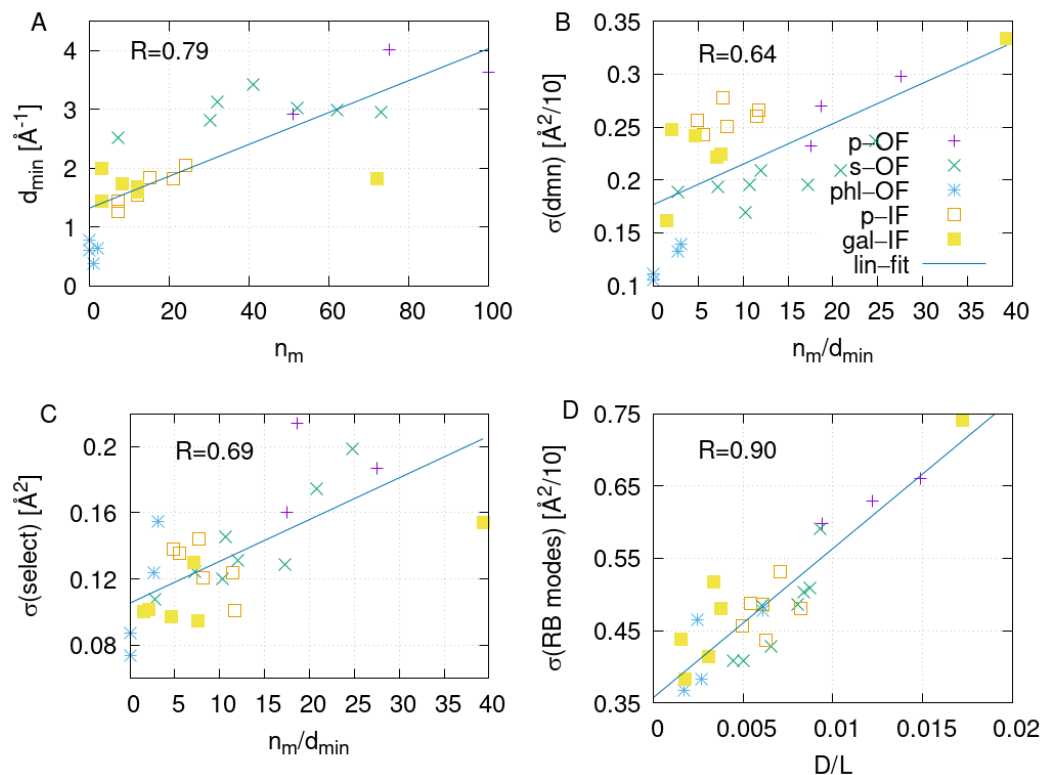 A
R=0.79
4
3
2
1
0
d_min [Å⁻¹]
0 20 40 60 80 100
n_m
B
R=0.64
0.35
0.3
0.25
0.2
0.15
0.1
σ(dmn) [Å²/10]
p−OF
s−OF
phl−OF
p−IF
gal−IF
lin−fit
0 5 10 15 20 25 30 35 40
n_m/d_min
C
R=0.69
0.2
0.16
0.12
0.08
σ(select) [Å²]
0 5 10 15 20 25 30 35 40
n_m/d_min
D
R=0.90
0.75
0.65
0.55
0.45
0.35
σ(RB modes) [Å²/10]
0 0.005 0.01 0.015 0.02
D/L